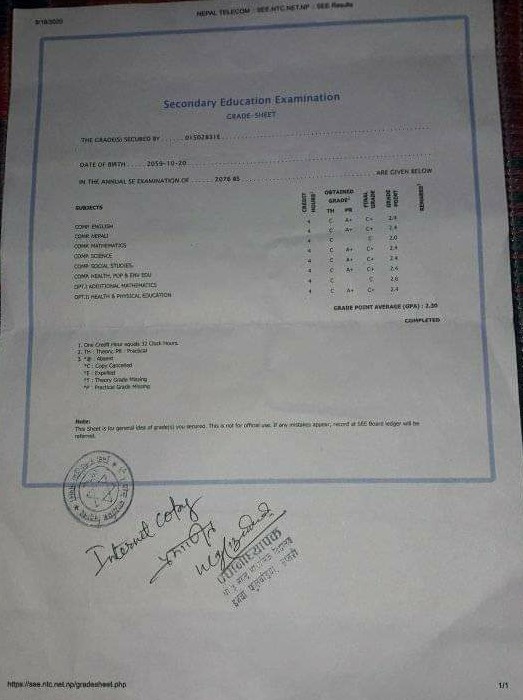 9/18/2020
NEPAL TELECOM - SEE.NTC.NET.NP - SEE Results
Secondary Education Examination
GRADE-SHEET
THE GRADE(S) SECURED BY
DATE OF BIRTH 2059-10-20
IN THE ANNUAL SE EXAMINATION OF 2076 BS ARE GIVEN BELOW
SUBJECTS CREDIT HOURS OBTAINED GRADE FINAL GRADE GRADE POINT REMARKS
TH PR
COMP. ENGLISH 4 C A+ C+ 2.4
COMP. NEPALI 4 C A+ C+ 2.4
COMP. MATHEMATICS 4 C C 2.0
COMP. SCIENCE 4 C A+ C+ 2.4
COMP. SOCIAL STUDIES 4 C A+ C+ 2.4
COMP. HEALTH, POP & ENV EDU 4 C A+ C+ 2.4
OPT.I ADDITIONAL MATHEMATICS 4 C C 2.0
OPT.II HEALTH & PHYSICAL EDUCATION 4 C A+ C+ 2.4
GRADE POINT AVERAGE (GPA) : 2.30
COMPLETED
1. One Credit Hour equals 32 Clock hours.
2. TH : Theory, PR : Practical
3. *@ : Absent
*C : Copy Cancelled
*E : Expelled
*T : Theory Grade Missing
*P : Practical Grade Missing
Note:
This Sheet is for general idea of grade(s) you secured. This is not for official use. If any mistakes appear, record at SEE Board ledger will be
referred.
Internet copy
प्रधानाध्यापक
https://see.ntc.net.np/gradesheet.php
1/1